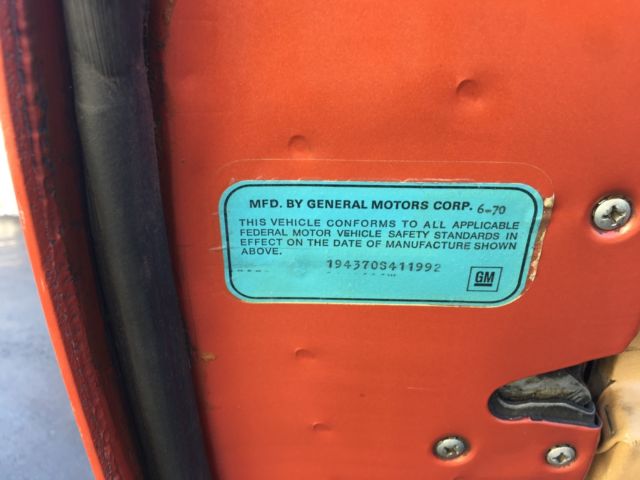 MFD. BY GENERAL MOTORS CORP. 6-70
THIS VEHICLE CONFORMS TO ALL APPLICABLE
FEDERAL MOTOR VEHICLE SAFETY STANDARDS IN
EFFECT ON THE DATE OF MANUFACTURE SHOWN
ABOVE.
194370S411992
GM